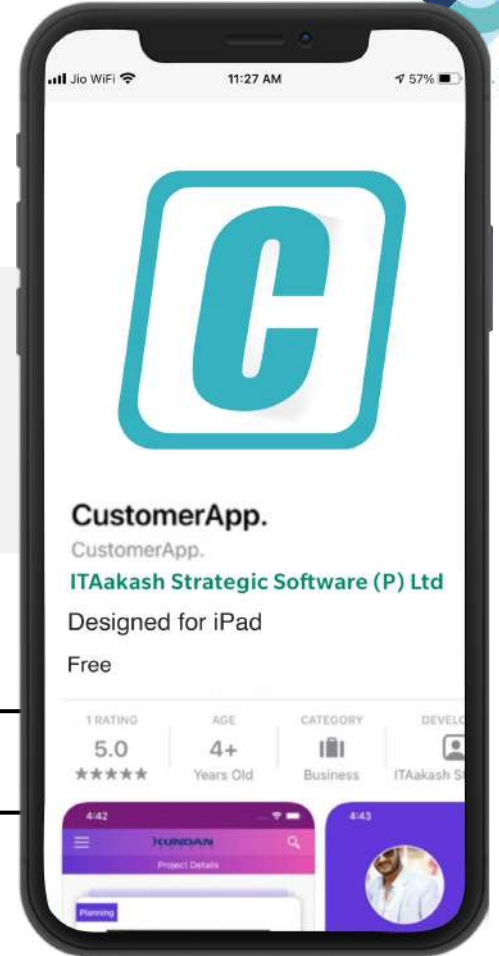 Jio WiFi
11:27 AM
57%
C
CustomerApp.
CustomerApp.
ITAakash Strategic Software (P) Ltd
Designed for iPad
Free
1 RATING
AGE
CATEGORY
DEVELO
5.0
4+
★★★★★
Years Old
Business
ITAakash St
4:42
4:43
KUNDAN
Project Details
Planning